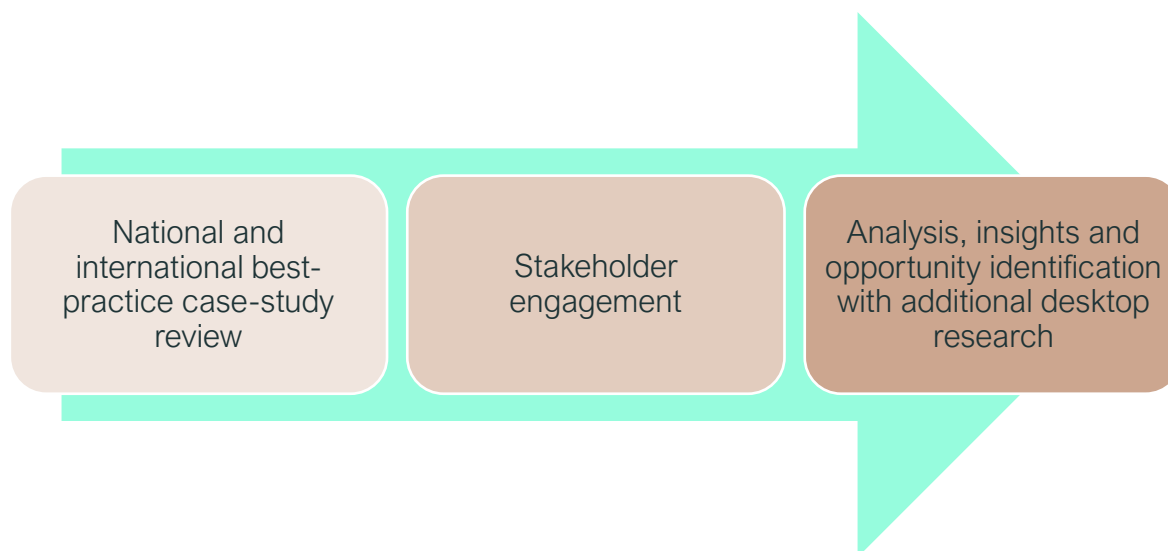 National and
international best-
practice case-study
review
Stakeholder
engagement
Analysis, insights and
opportunity identification
with additional desktop
research